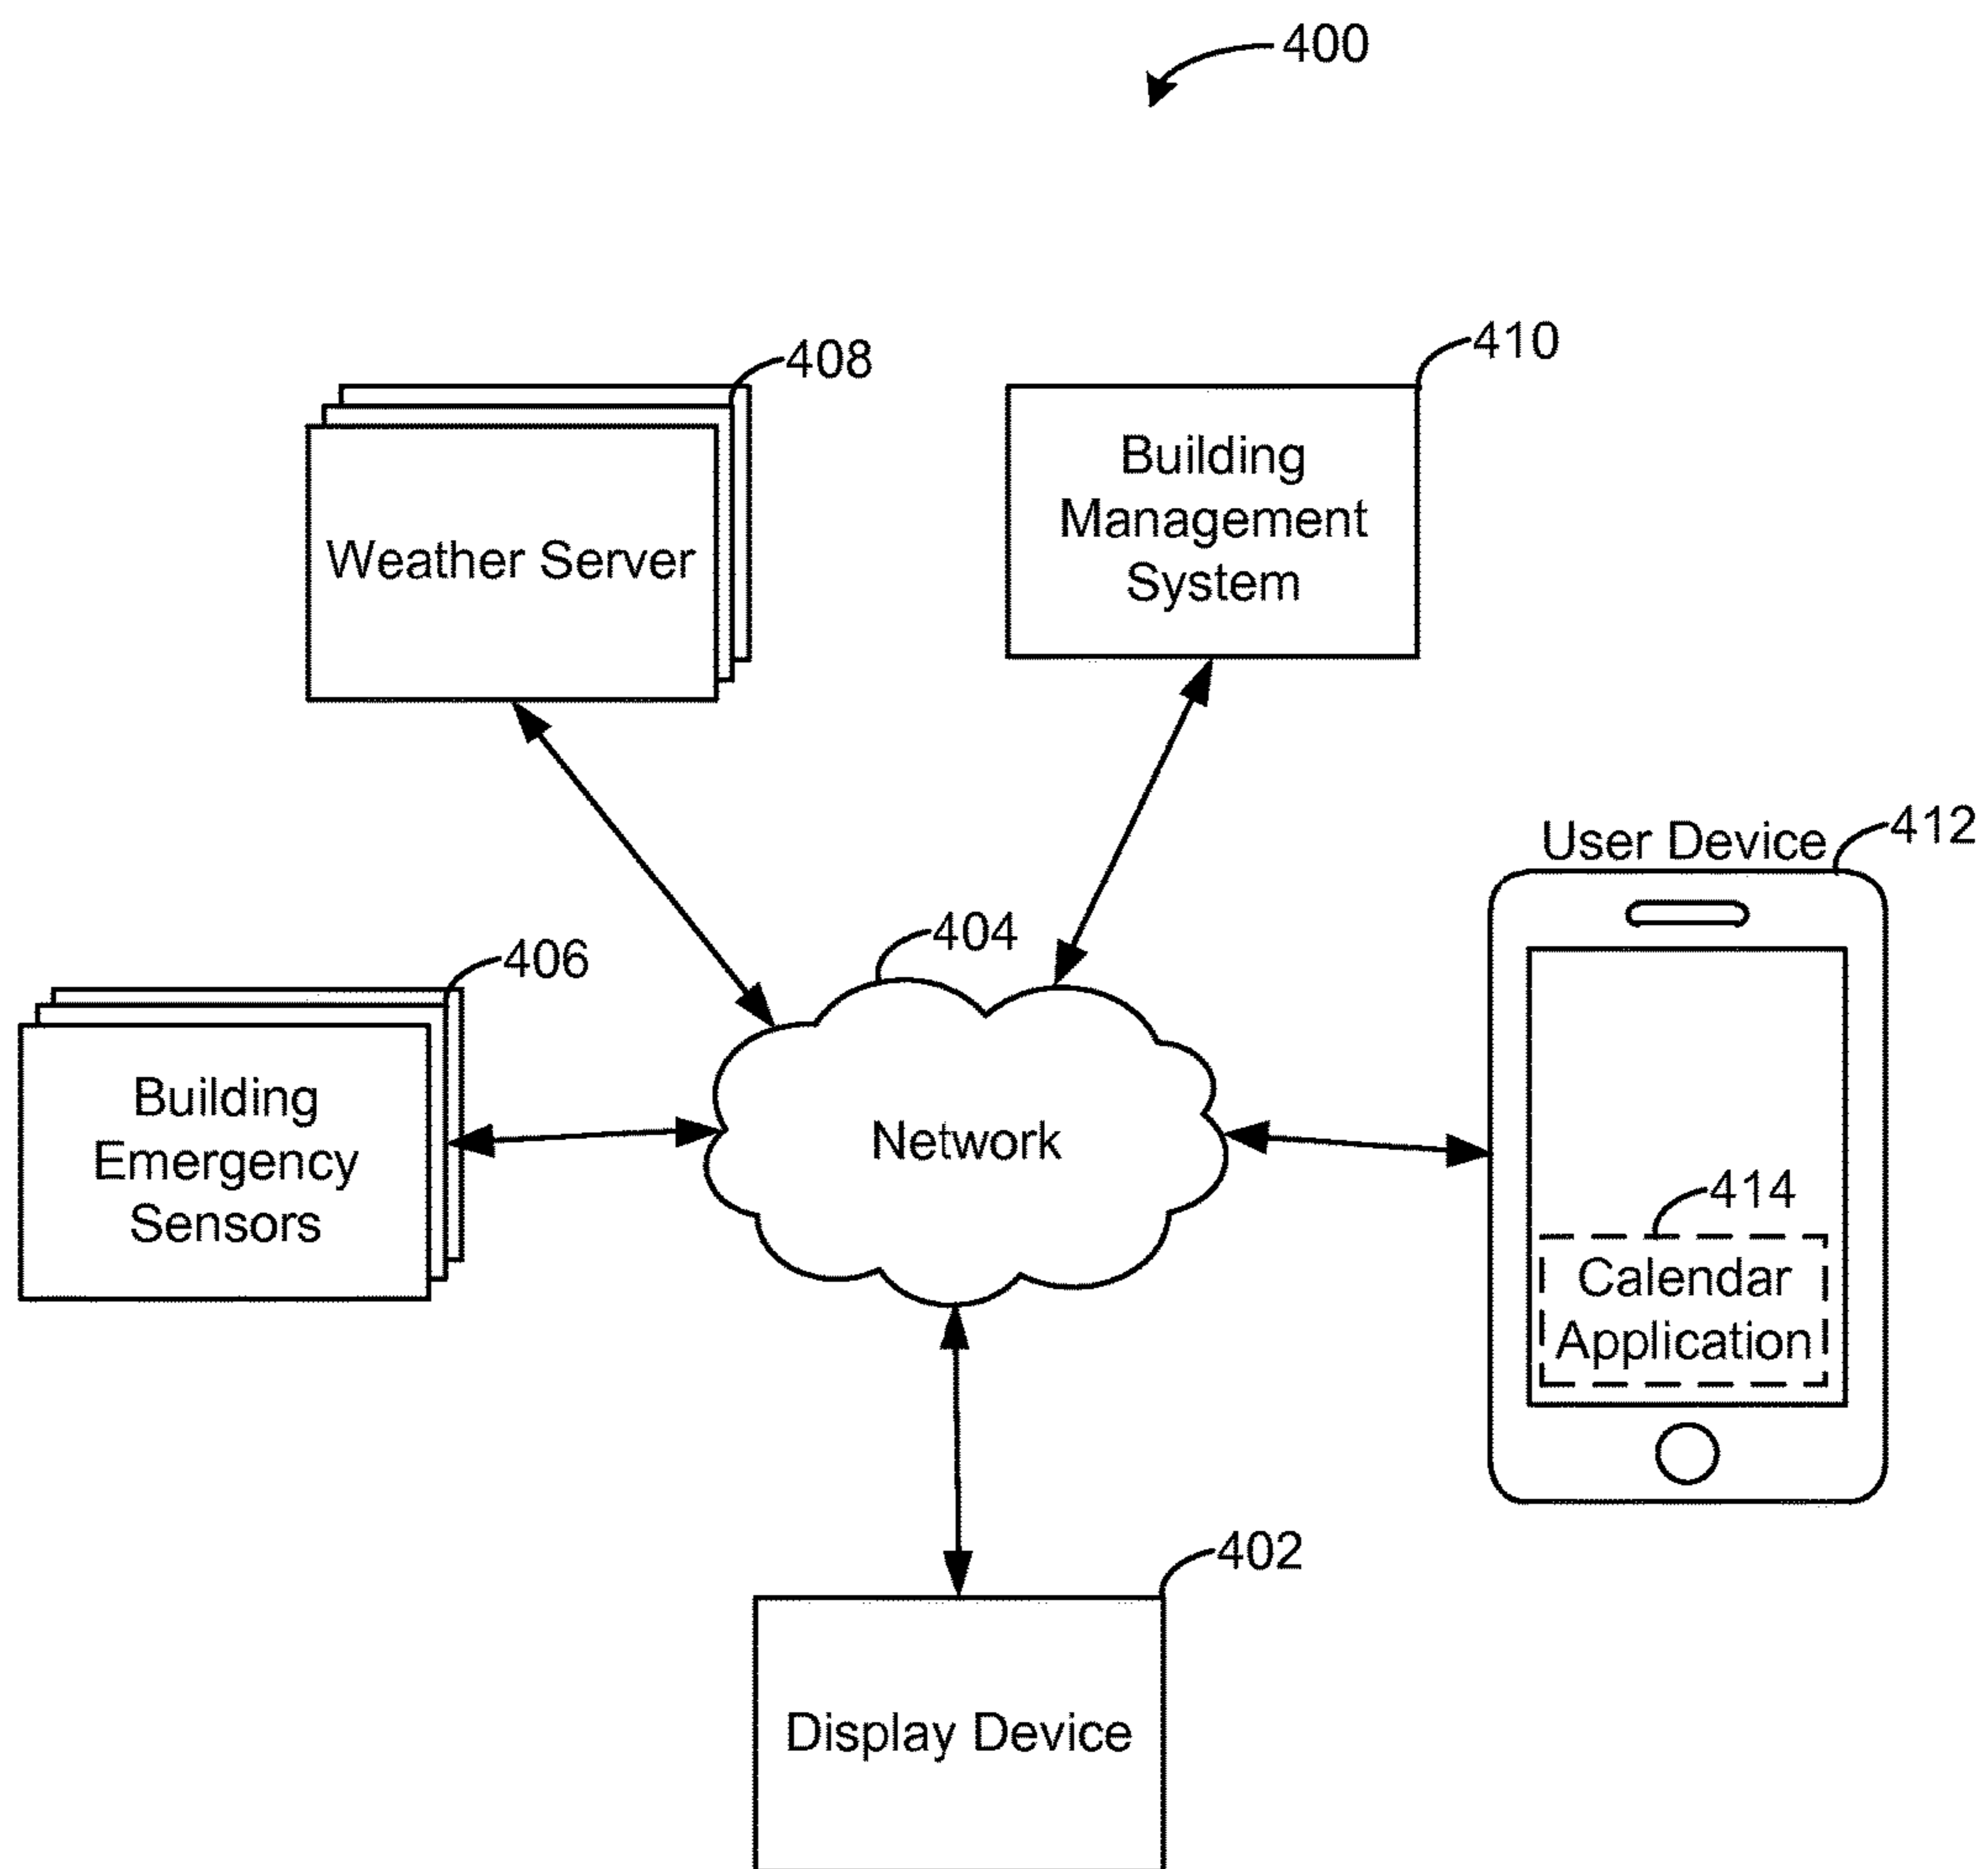 400
408
Weather Server
410
Building
Management
System
User Device
412
404
Network
406
Building
Emergency
Sensors
414
Calendar
Application
402
Display Device